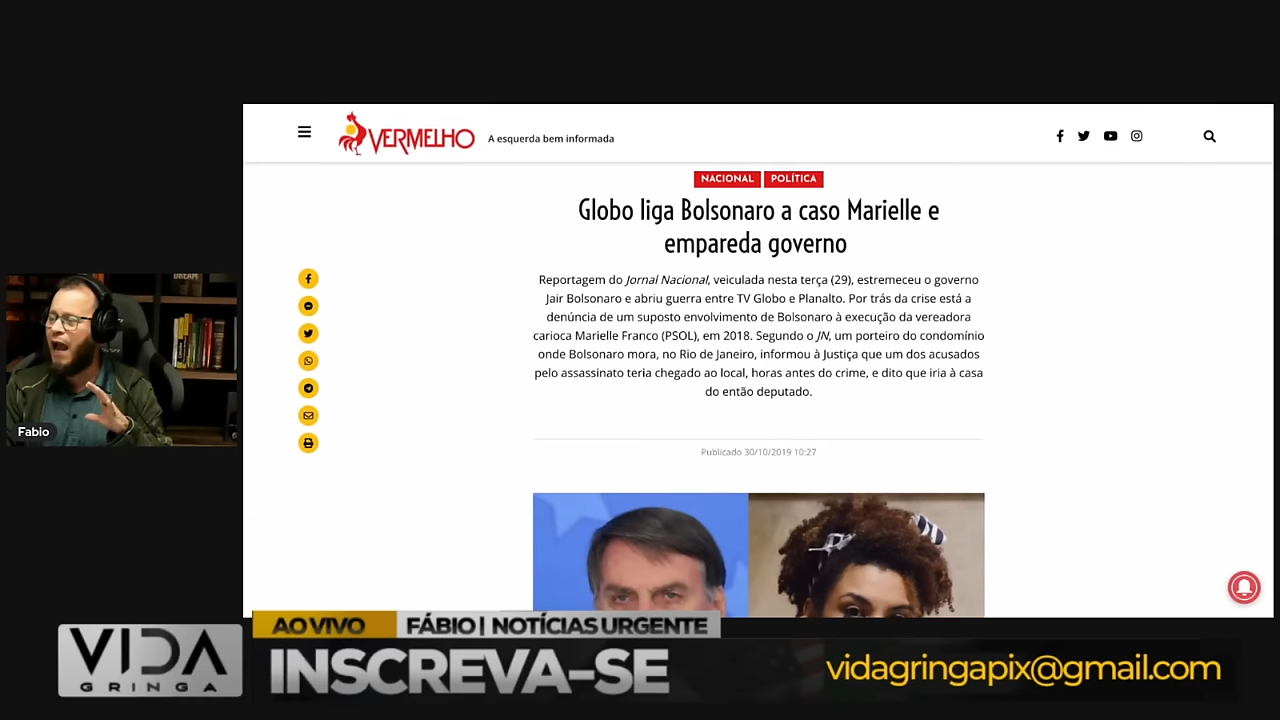 VERMELHO
A esquerda bem informada
NACIONAL POLÍTICA
Globo liga Bolsonaro a caso Marielle e
empareda governo
Reportagem do Jornal Nacional, veiculada nesta terça (29), estremeceu o governo
Jair Bolsonaro e abriu guerra entre TV Globo e Planalto. Por trás da crise está a
denúncia de um suposto envolvimento de Bolsonaro à execução da vereadora
carioca Marielle Franco (PSOL), em 2018. Segundo o JN, um porteiro do condomínio
onde Bolsonaro mora, no Rio de Janeiro, informou à Justiça que um dos acusados
pelo assassinato teria chegado ao local, horas antes do crime, e dito que iria à casa
do então deputado.
Publicado 30/10/2019 10:27
DREAM
Fabio
AO VIVO FÁBIO | NOTÍCIAS URGENTE
VIDA
GRINGA
INSCREVA-SE
vidagringapix@gmail.com